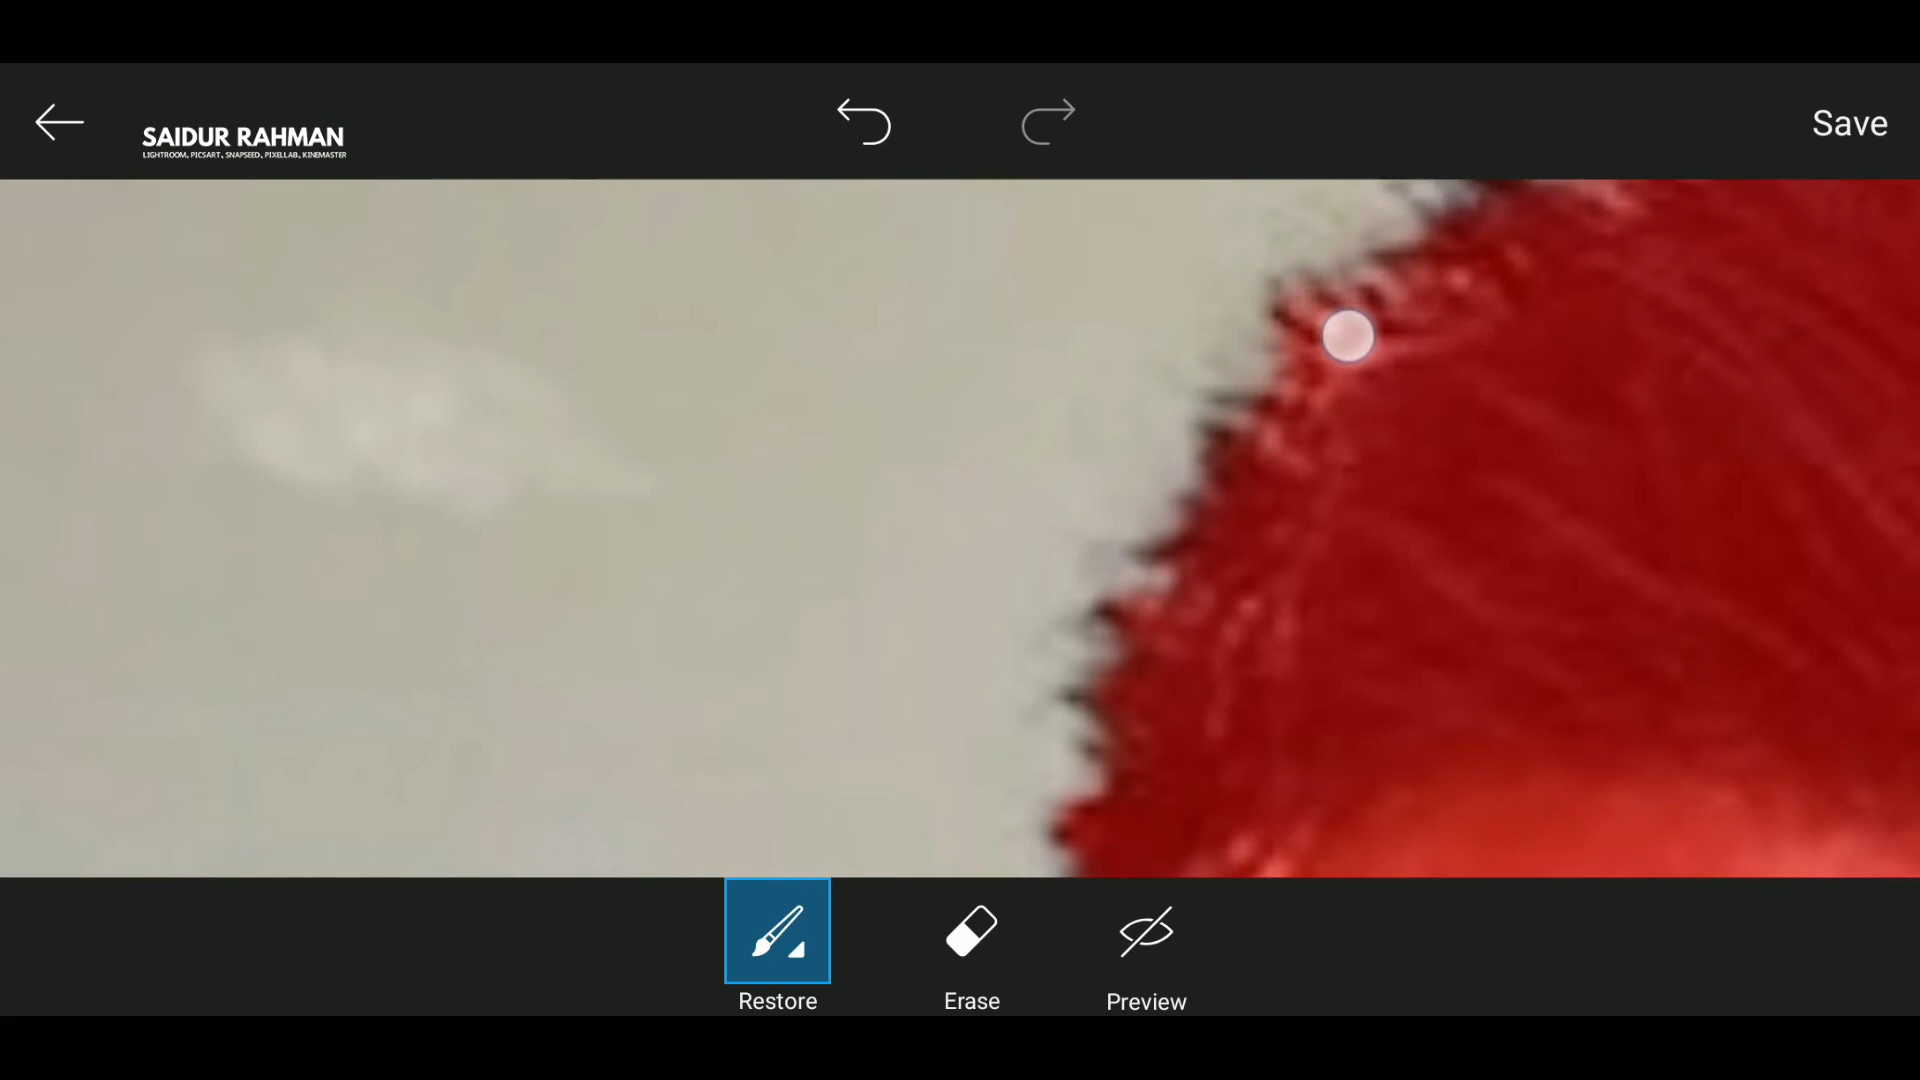 Save
SAIDUR RAHMAN
LIGHTROOM, PICSART, SNAPSEED, PIXELLAB, KINEMASTER
Restore
Erase
Preview